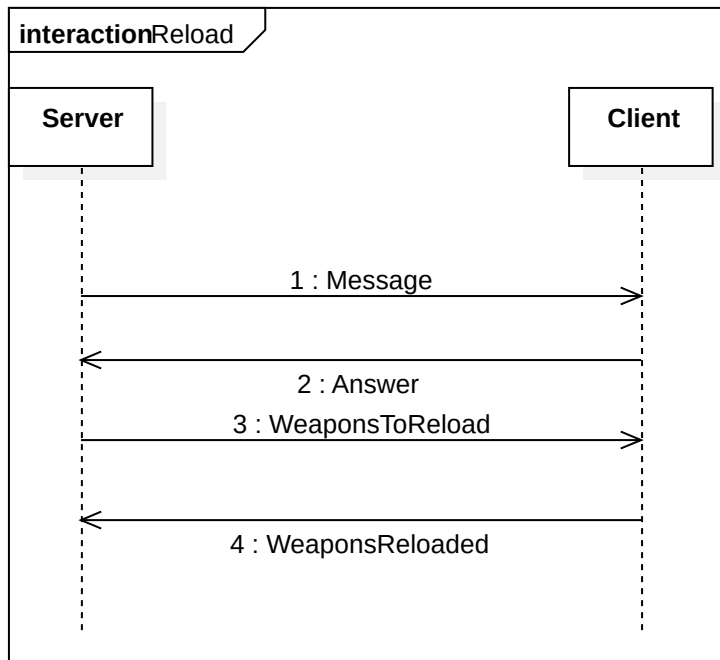 interactionReload
Server
Client
1 : Message
2 : Answer
3 : WeaponsToReload
4 : WeaponsReloaded